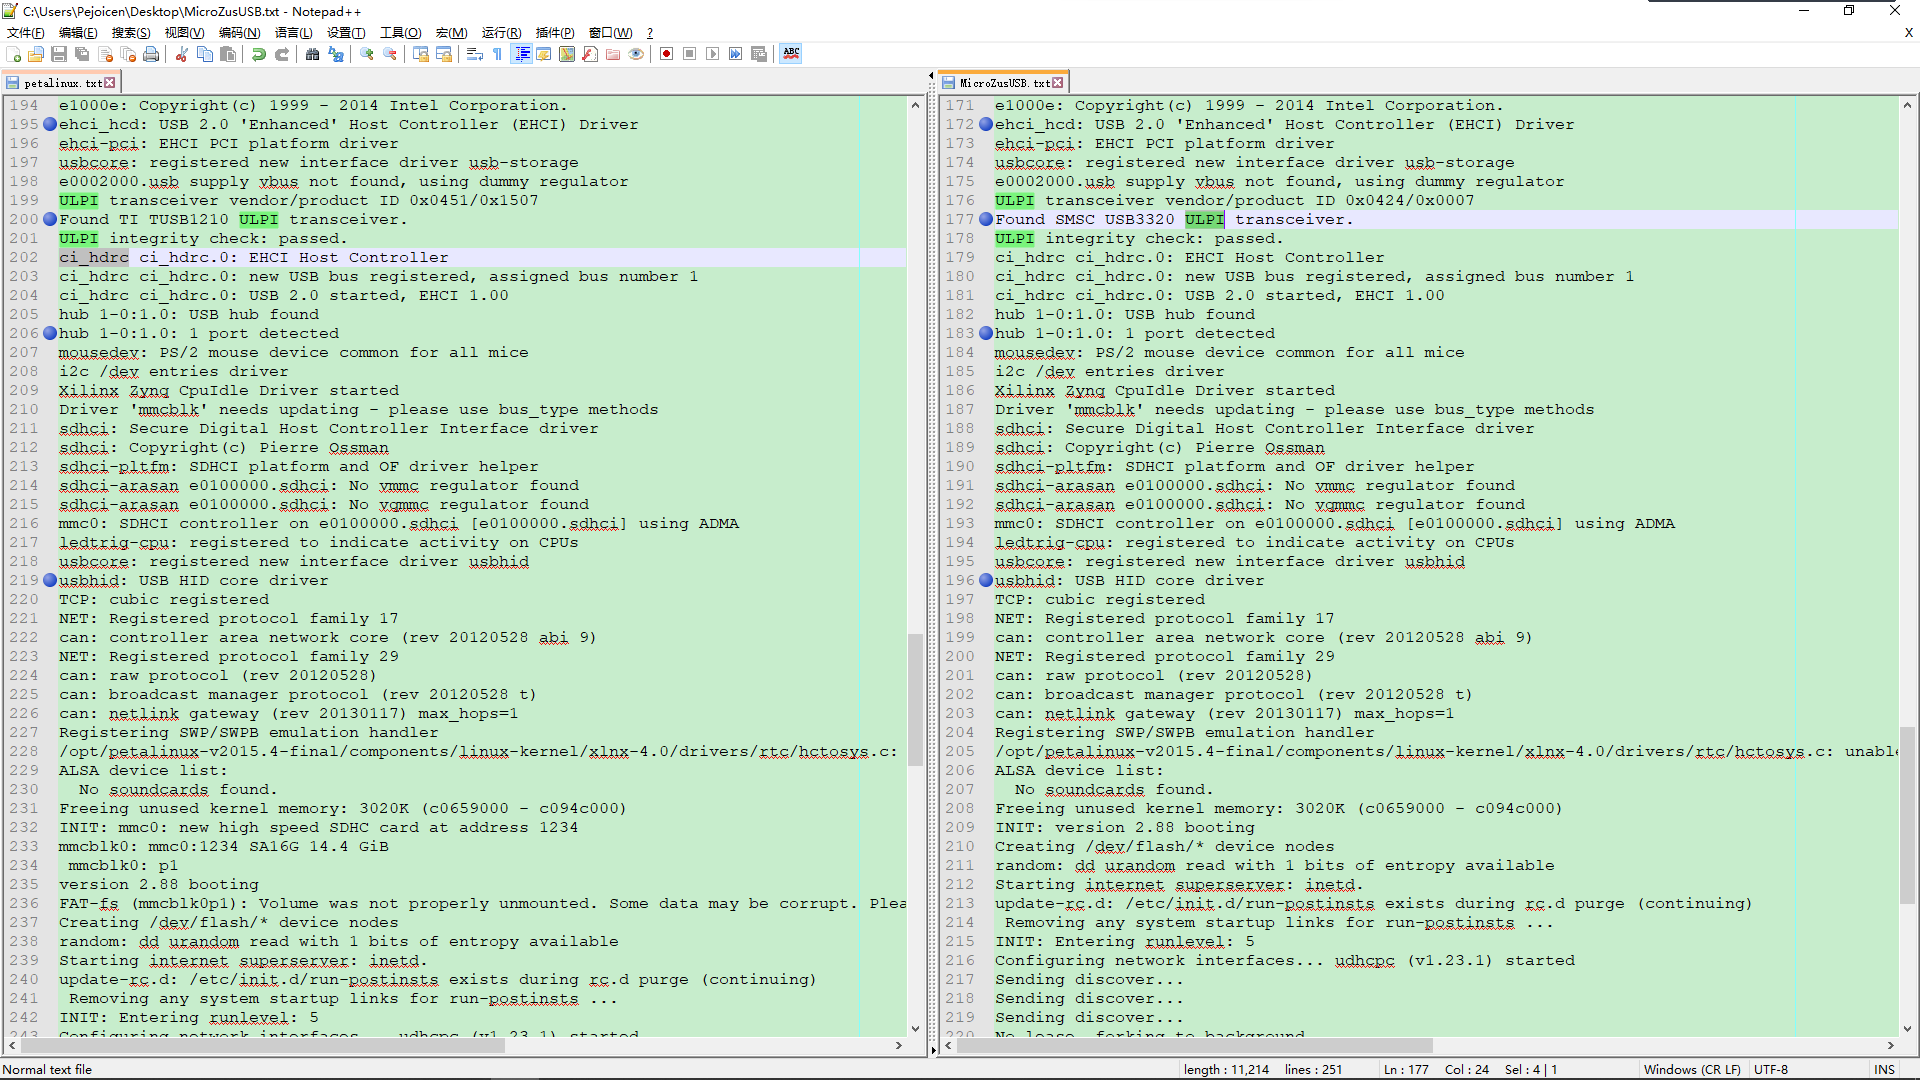 C:\Users\Pejoicen\Desktop\MicroZusUSB.txt - Notepad++
文件(F) 编辑(E) 搜索(S) 视图(V) 编码(N) 语言(L) 设置(T) 工具(O) 宏(M) 运行(R) 插件(P) 窗口(W) ? X
ABC
petalinux.txt
194 e1000e: Copyright(c) 1999 - 2014 Intel Corporation.
195 ehci_hcd: USB 2.0 'Enhanced' Host Controller (EHCI) Driver
196 ehci-pci: EHCI PCI platform driver
197 usbcore: registered new interface driver usb-storage
198 e0002000.usb supply vbus not found, using dummy regulator
199 ULPI transceiver vendor/product ID 0x0451/0x1507
200 Found TI TUSB1210 ULPI transceiver.
201 ULPI integrity check: passed.
202 ci_hdrc ci_hdrc.0: EHCI Host Controller
203 ci_hdrc ci_hdrc.0: new USB bus registered, assigned bus number 1
204 ci_hdrc ci_hdrc.0: USB 2.0 started, EHCI 1.00
205 hub 1-0:1.0: USB hub found
206 hub 1-0:1.0: 1 port detected
207 mousedev: PS/2 mouse device common for all mice
208 i2c /dev entries driver
209 Xilinx Zynq CpuIdle Driver started
210 Driver 'mmcblk' needs updating - please use bus_type methods
211 sdhci: Secure Digital Host Controller Interface driver
212 sdhci: Copyright(c) Pierre Ossman
213 sdhci-pltfm: SDHCI platform and OF driver helper
214 sdhci-arasan e0100000.sdhci: No vmmc regulator found
215 sdhci-arasan e0100000.sdhci: No vqmmc regulator found
216 mmc0: SDHCI controller on e0100000.sdhci [e0100000.sdhci] using ADMA
217 ledtrig-cpu: registered to indicate activity on CPUs
218 usbcore: registered new interface driver usbhid
219 usbhid: USB HID core driver
220 TCP: cubic registered
221 NET: Registered protocol family 17
222 can: controller area network core (rev 20120528 abi 9)
223 NET: Registered protocol family 29
224 can: raw protocol (rev 20120528)
225 can: broadcast manager protocol (rev 20120528 t)
226 can: netlink gateway (rev 20130117) max_hops=1
227 Registering SWP/SWPB emulation handler
228 /opt/petalinux-v2015.4-final/components/linux-kernel/xlnx-4.0/drivers/rtc/hctosys.c:
229 ALSA device list:
230 No soundcards found.
231 Freeing unused kernel memory: 3020K (c0659000 - c094c000)
232 INIT: mmc0: new high speed SDHC card at address 1234
233 mmcblk0: mmc0:1234 SA16G 14.4 GiB
234 mmcblk0: p1
235 version 2.88 booting
236 FAT-fs (mmcblk0p1): Volume was not properly unmounted. Some data may be corrupt. Plea
237 Creating /dev/flash/* device nodes
238 random: dd urandom read with 1 bits of entropy available
239 Starting internet superserver: inetd.
240 update-rc.d: /etc/init.d/run-postinsts exists during rc.d purge (continuing)
241 Removing any system startup links for run-postinsts ...
242 INIT: Entering runlevel: 5
243 Configuring network interfaces... udhcpc (v1.23.1) started
MicroZusUSB.txt
171 e1000e: Copyright(c) 1999 - 2014 Intel Corporation.
172 ehci_hcd: USB 2.0 'Enhanced' Host Controller (EHCI) Driver
173 ehci-pci: EHCI PCI platform driver
174 usbcore: registered new interface driver usb-storage
175 e0002000.usb supply vbus not found, using dummy regulator
176 ULPI transceiver vendor/product ID 0x0424/0x0007
177 Found SMSC USB3320 ULPI transceiver.
178 ULPI integrity check: passed.
179 ci_hdrc ci_hdrc.0: EHCI Host Controller
180 ci_hdrc ci_hdrc.0: new USB bus registered, assigned bus number 1
181 ci_hdrc ci_hdrc.0: USB 2.0 started, EHCI 1.00
182 hub 1-0:1.0: USB hub found
183 hub 1-0:1.0: 1 port detected
184 mousedev: PS/2 mouse device common for all mice
185 i2c /dev entries driver
186 Xilinx Zynq CpuIdle Driver started
187 Driver 'mmcblk' needs updating - please use bus_type methods
188 sdhci: Secure Digital Host Controller Interface driver
189 sdhci: Copyright(c) Pierre Ossman
190 sdhci-pltfm: SDHCI platform and OF driver helper
191 sdhci-arasan e0100000.sdhci: No vmmc regulator found
192 sdhci-arasan e0100000.sdhci: No vqmmc regulator found
193 mmc0: SDHCI controller on e0100000.sdhci [e0100000.sdhci] using ADMA
194 ledtrig-cpu: registered to indicate activity on CPUs
195 usbcore: registered new interface driver usbhid
196 usbhid: USB HID core driver
197 TCP: cubic registered
198 NET: Registered protocol family 17
199 can: controller area network core (rev 20120528 abi 9)
200 NET: Registered protocol family 29
201 can: raw protocol (rev 20120528)
202 can: broadcast manager protocol (rev 20120528 t)
203 can: netlink gateway (rev 20130117) max_hops=1
204 Registering SWP/SWPB emulation handler
205 /opt/petalinux-v2015.4-final/components/linux-kernel/xlnx-4.0/drivers/rtc/hctosys.c: unable
206 ALSA device list:
207 No soundcards found.
208 Freeing unused kernel memory: 3020K (c0659000 - c094c000)
209 INIT: version 2.88 booting
210 Creating /dev/flash/* device nodes
211 random: dd urandom read with 1 bits of entropy available
212 Starting internet superserver: inetd.
213 update-rc.d: /etc/init.d/run-postinsts exists during rc.d purge (continuing)
214 Removing any system startup links for run-postinsts ...
215 INIT: Entering runlevel: 5
216 Configuring network interfaces... udhcpc (v1.23.1) started
217 Sending discover...
218 Sending discover...
219 Sending discover...
220 No lease, forking to background
Normal text file length : 11,214 lines : 251 Ln : 177 Col : 24 Sel : 4 | 1 Windows (CR LF) UTF-8 INS